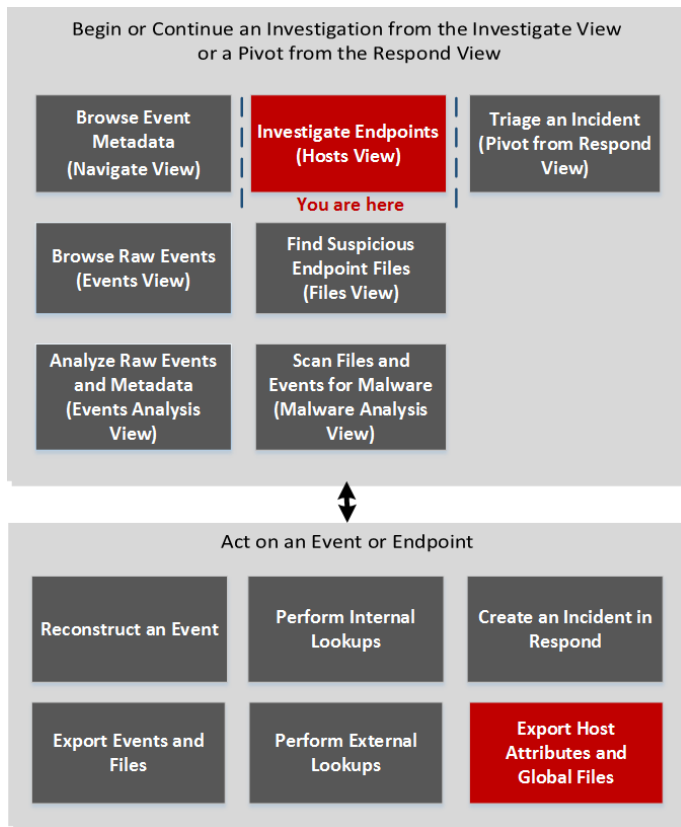 Begin or Continue an Investigation from the Investigate View
or a Pivot from the Respond View
Browse Event
Metadata
(Navigate View)
Investigate Endpoints
(Hosts View)
Triage an Incident
(Pivot from Respond
View)
You are here
Browse Raw Events
(Events View)
Find Suspicious
Endpoint Files
(Files View)
Analyze Raw Events
and Metadata
(Events Analysis
View)
Scan Files and
Events for Malware
(Malware Analysis
View)
Act on an Event or Endpoint
Reconstruct an Event
Perform Internal
Lookups
Create an Incident in
Respond
Export Events and
Files
Perform External
Lookups
Export Host
Attributes and
Global Files